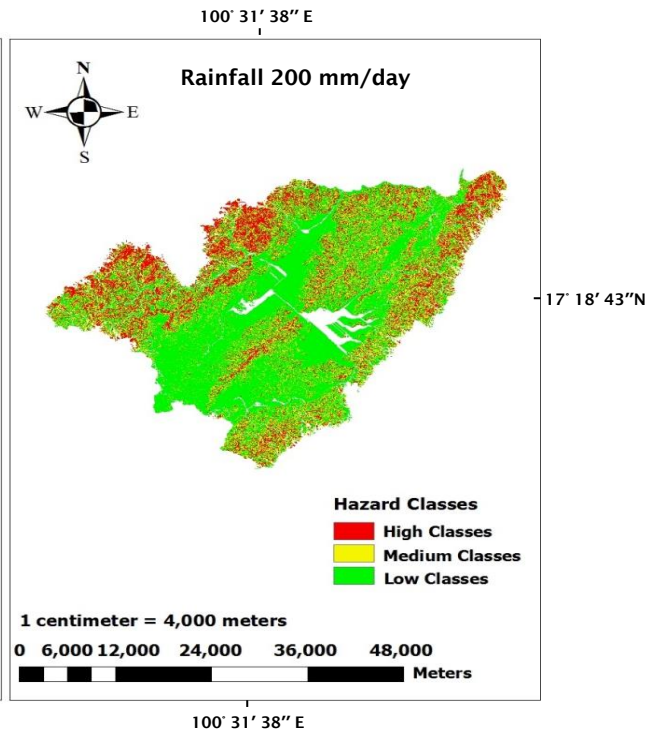 100° 31' 38'' E
N
Rainfall 200 mm/day
W E
S
17° 18' 43''N
Hazard Classes
High Classes
Medium Classes
Low Classes
1 centimeter = 4,000 meters
0 6,000 12,000 24,000 36,000 48,000
Meters
100° 31' 38'' E